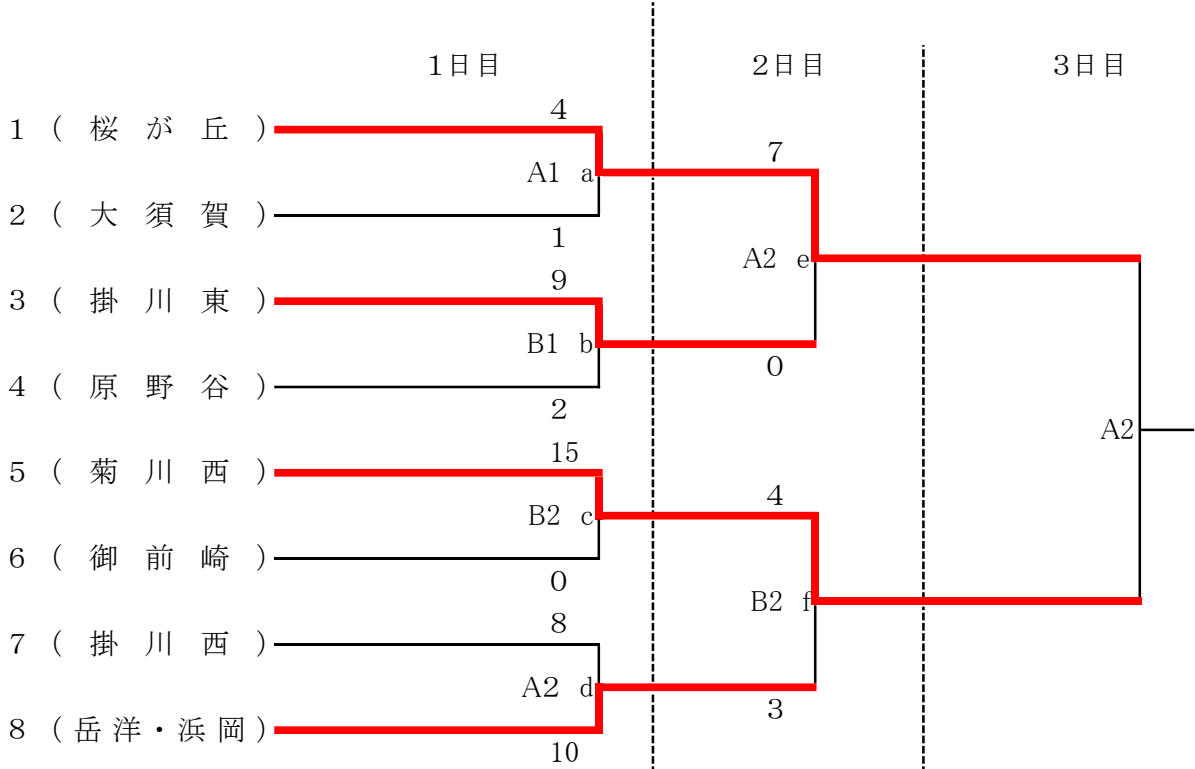 1日目 2日目 3日目
4
1 ( 桜 が 丘 )
7
A1 a
2 ( 大 須 賀 )
1
A2 e
9
3 ( 掛 川 東 )
B1 b
0
4 ( 原 野 谷 )
2
A2
15
5 ( 菊 川 西 )
4
B2 c
6 ( 御 前 崎 )
0
B2 f
8
7 ( 掛 川 西 )
A2 d
3
8 ( 岳 洋 ・ 浜 岡 )
10